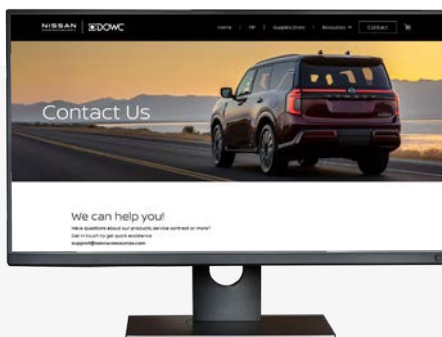 NISSAN DOWC
Home | PIP | Supplies Store | Resources Contact
Contact Us
We can help you!
Have questions about our products, service contract or more?
Get in touch to get quick assistance